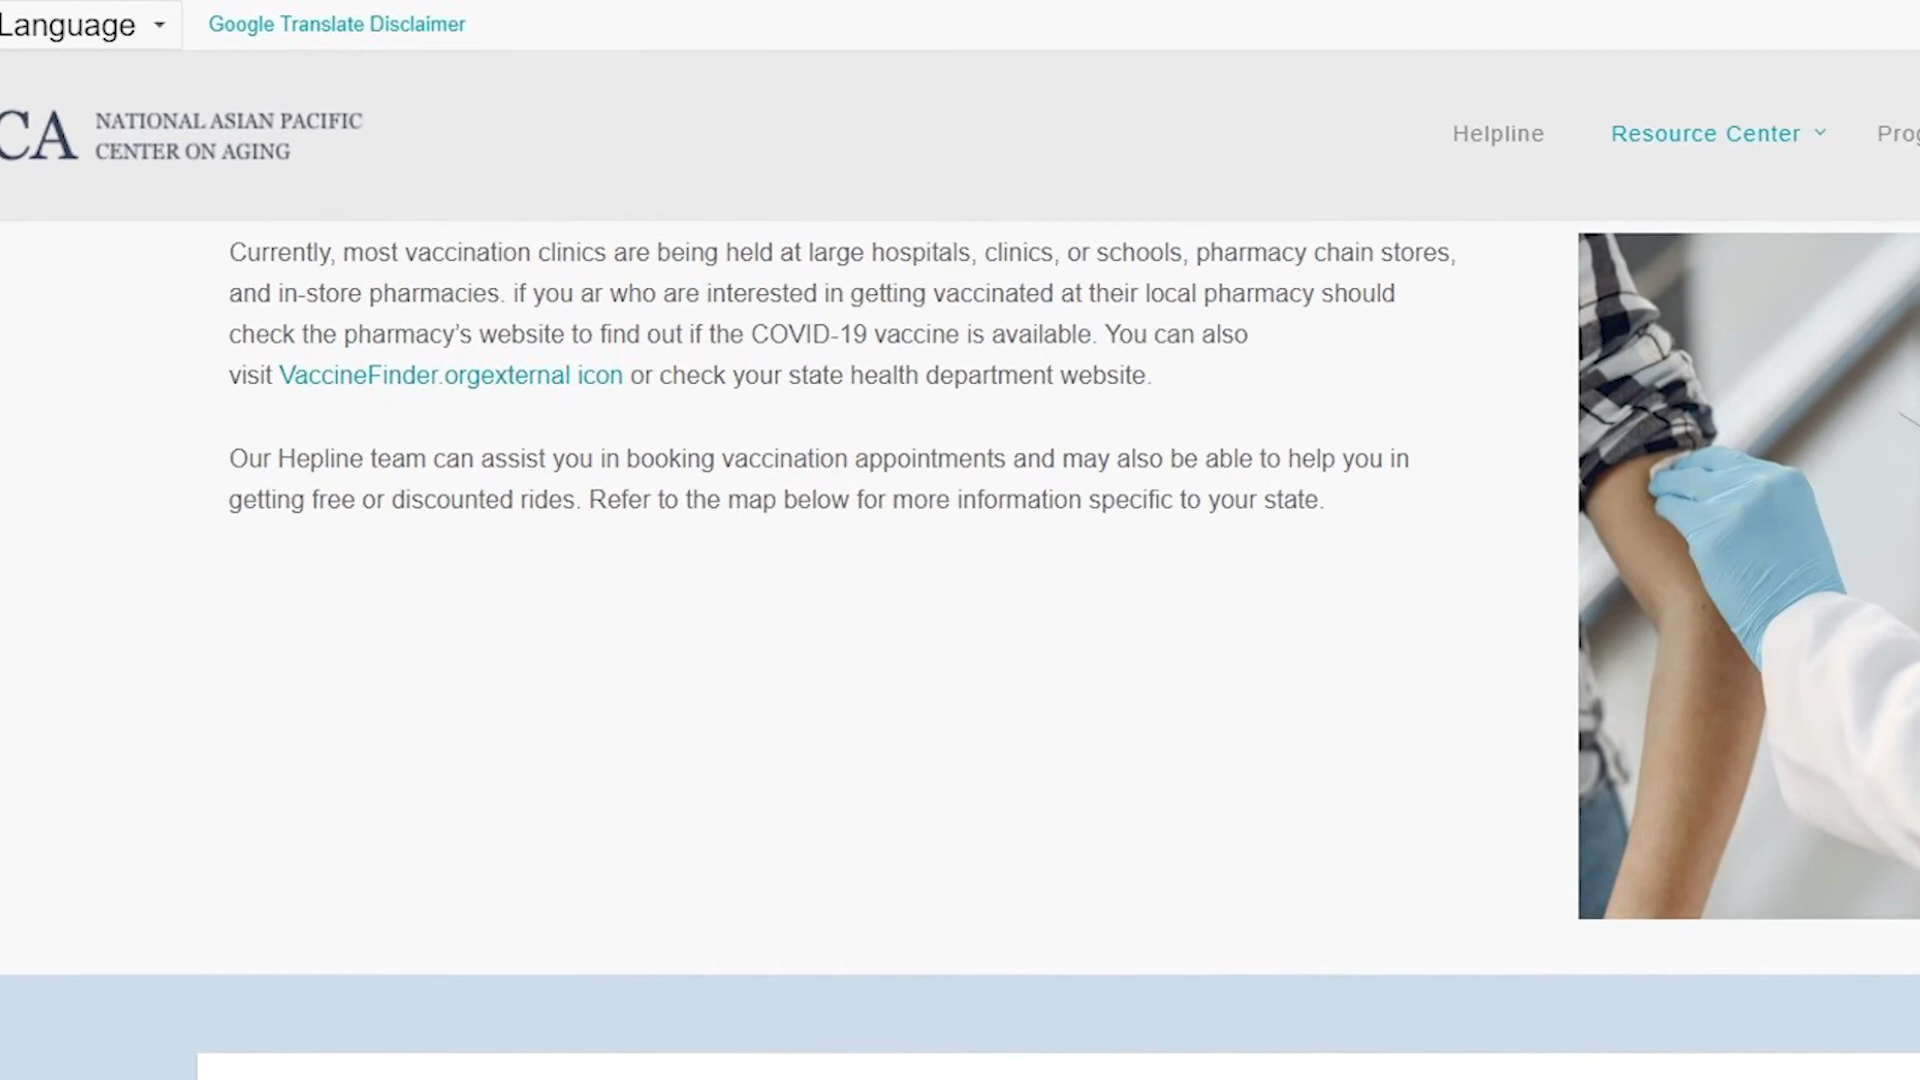 Language
Google Translate Disclaimer
CA
NATIONAL ASIAN PACIFIC
CENTER ON AGING
Helpline
Resource Center
Prog
Currently, most vaccination clinics are being held at large hospitals, clinics, or schools, pharmacy chain stores,
and in-store pharmacies. if you ar who are interested in getting vaccinated at their local pharmacy should
check the pharmacy’s website to find out if the COVID-19 vaccine is available. You can also
visit VaccineFinder.orgexternal icon or check your state health department website.
Our Hepline team can assist you in booking vaccination appointments and may also be able to help you in
getting free or discounted rides. Refer to the map below for more information specific to your state.